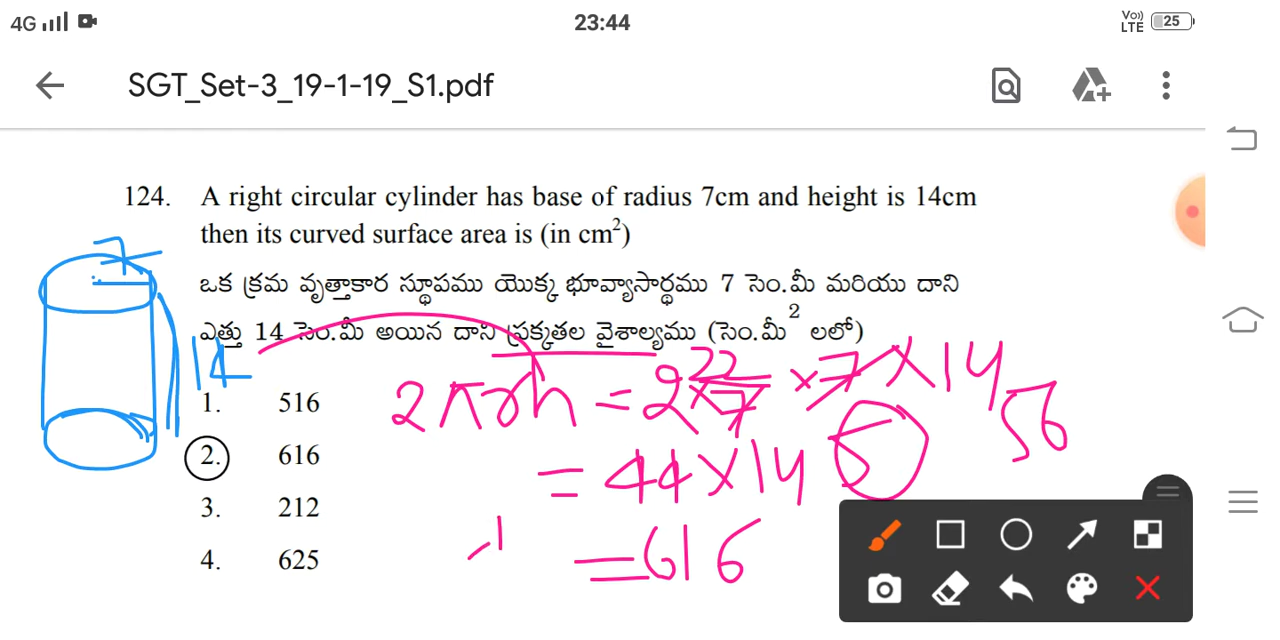 4G 23:44 Vo)) LTE 25
SGT_Set-3_19-1-19_S1.pdf
124. A right circular cylinder has base of radius 7cm and height is 14cm
then its curved surface area is (in cm²)
ఒక క్రమ వృత్తాకార స్థూపము యొక్క భూవ్యాసార్థము 7 సెం.మీ మరియు దాని
ఎత్తు 14 సెం.మీ అయిన దాని ప్రక్కతల వైశాల్యము (సెం.మీ² లలో)
7
14
1. 516
2. 616
3. 212
4. 625
2πrh = 2 × 22/7 × 7 × 14
56
= 44 × 14 5
= 616